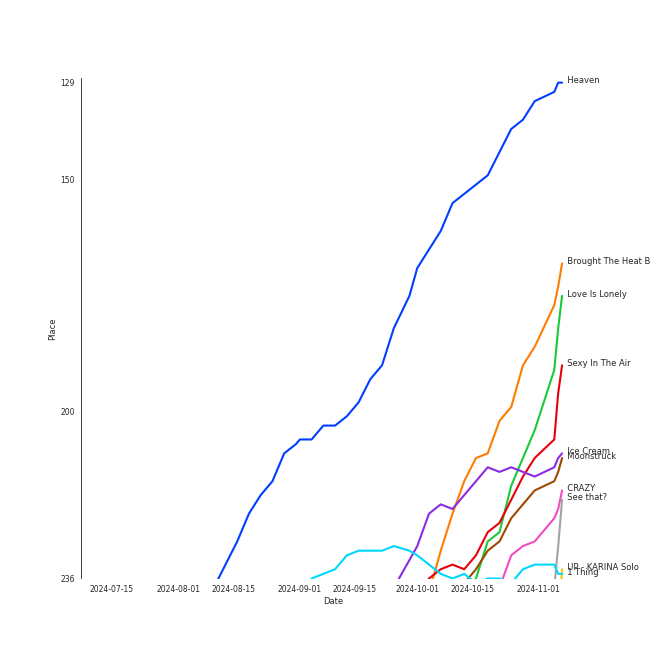 129
150
200
236
Place
Heaven
Brought The Heat B
Love Is Lonely
Sexy In The Air
Ice Cream
Moonstruck
CRAZY
See that?
UP - KARINA Solo
1 Thing
2024-07-15
2024-08-01
2024-08-15
2024-09-01
2024-09-15
2024-10-01
2024-10-15
2024-11-01
Date